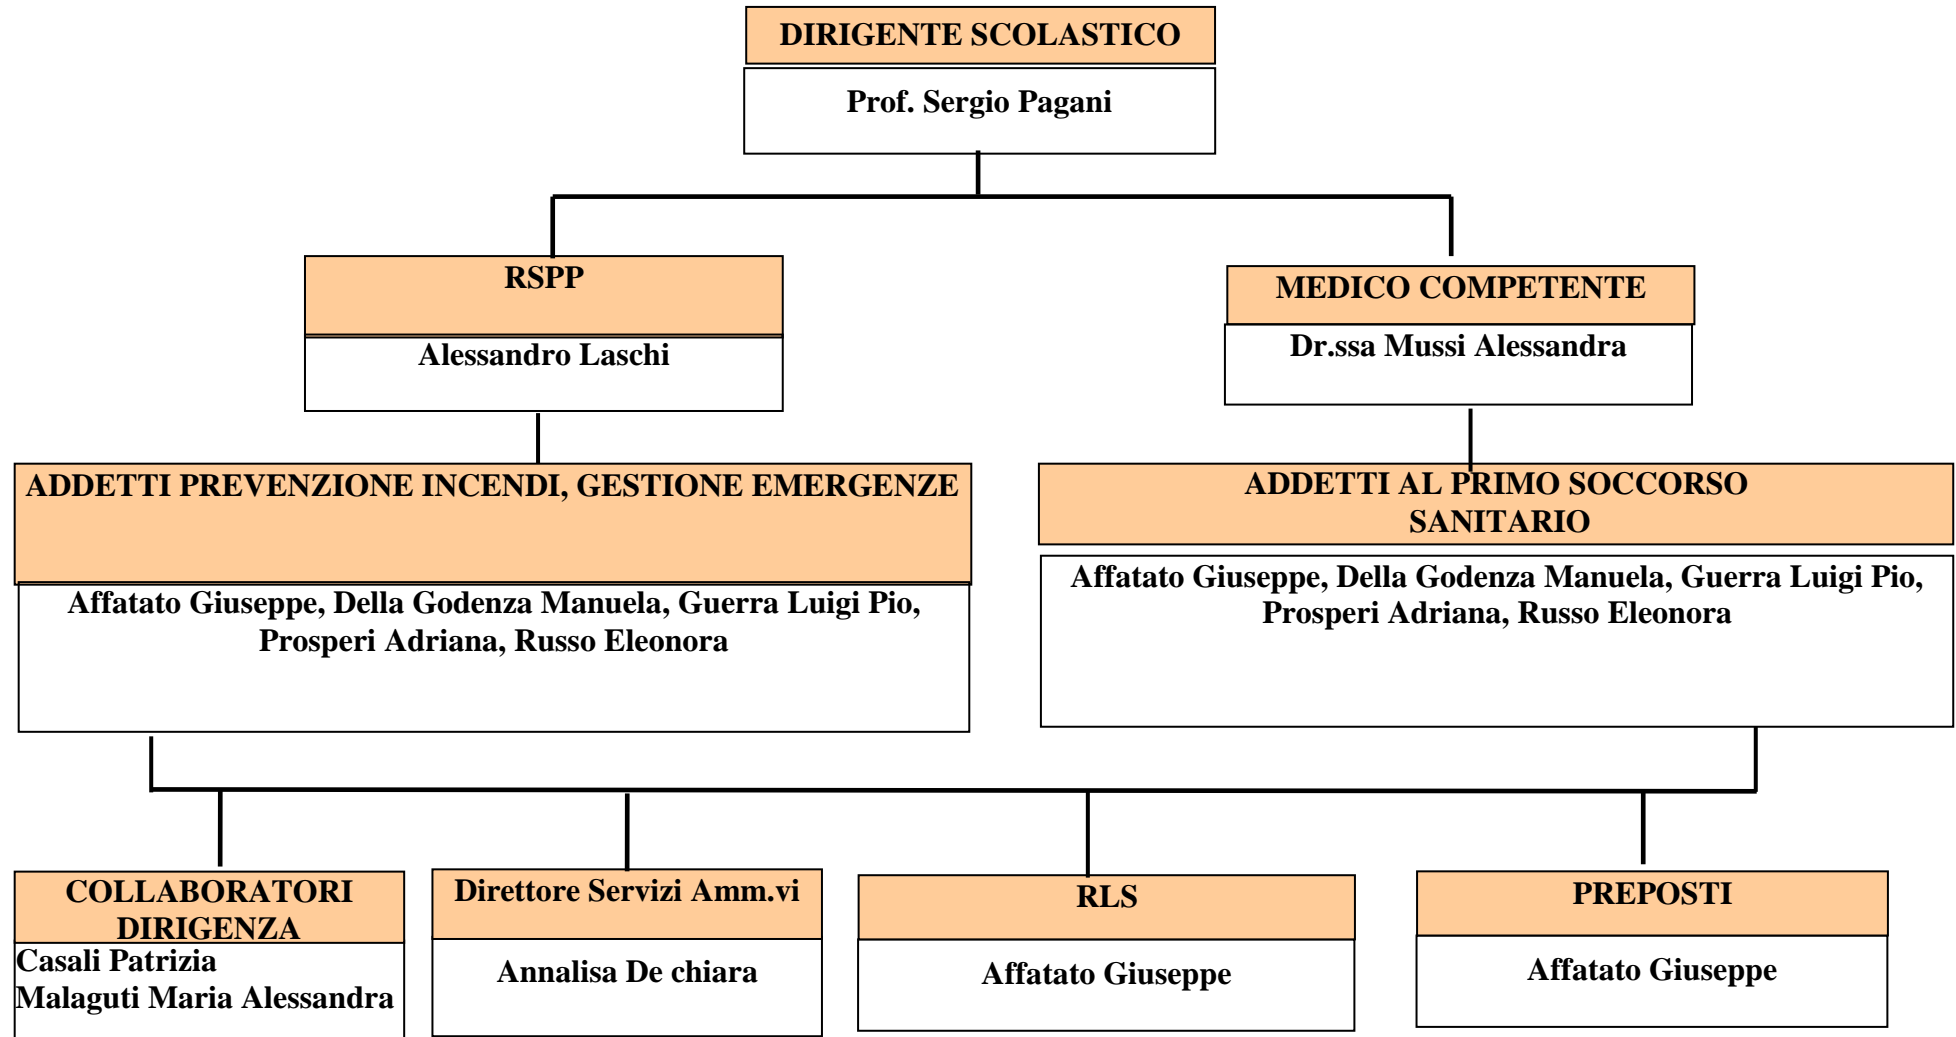 DIRIGENTE SCOLASTICO
Prof. Sergio Pagani
RSPP
Alessandro Laschi
MEDICO COMPETENTE
Dr.ssa Mussi Alessandra
ADDETTI PREVENZIONE INCENDI, GESTIONE EMERGENZE
Affatato Giuseppe, Della Godenza Manuela, Guerra Luigi Pio,
Prosperi Adriana, Russo Eleonora
ADDETTI AL PRIMO SOCCORSO
SANITARIO
Affatato Giuseppe, Della Godenza Manuela, Guerra Luigi Pio,
Prosperi Adriana, Russo Eleonora
COLLABORATORI
DIRIGENZA
Casali Patrizia
Malaguti Maria Alessandra
Direttore Servizi Amm.vi
Annalisa De chiara
RLS
Affatato Giuseppe
PREPOSTI
Affatato Giuseppe